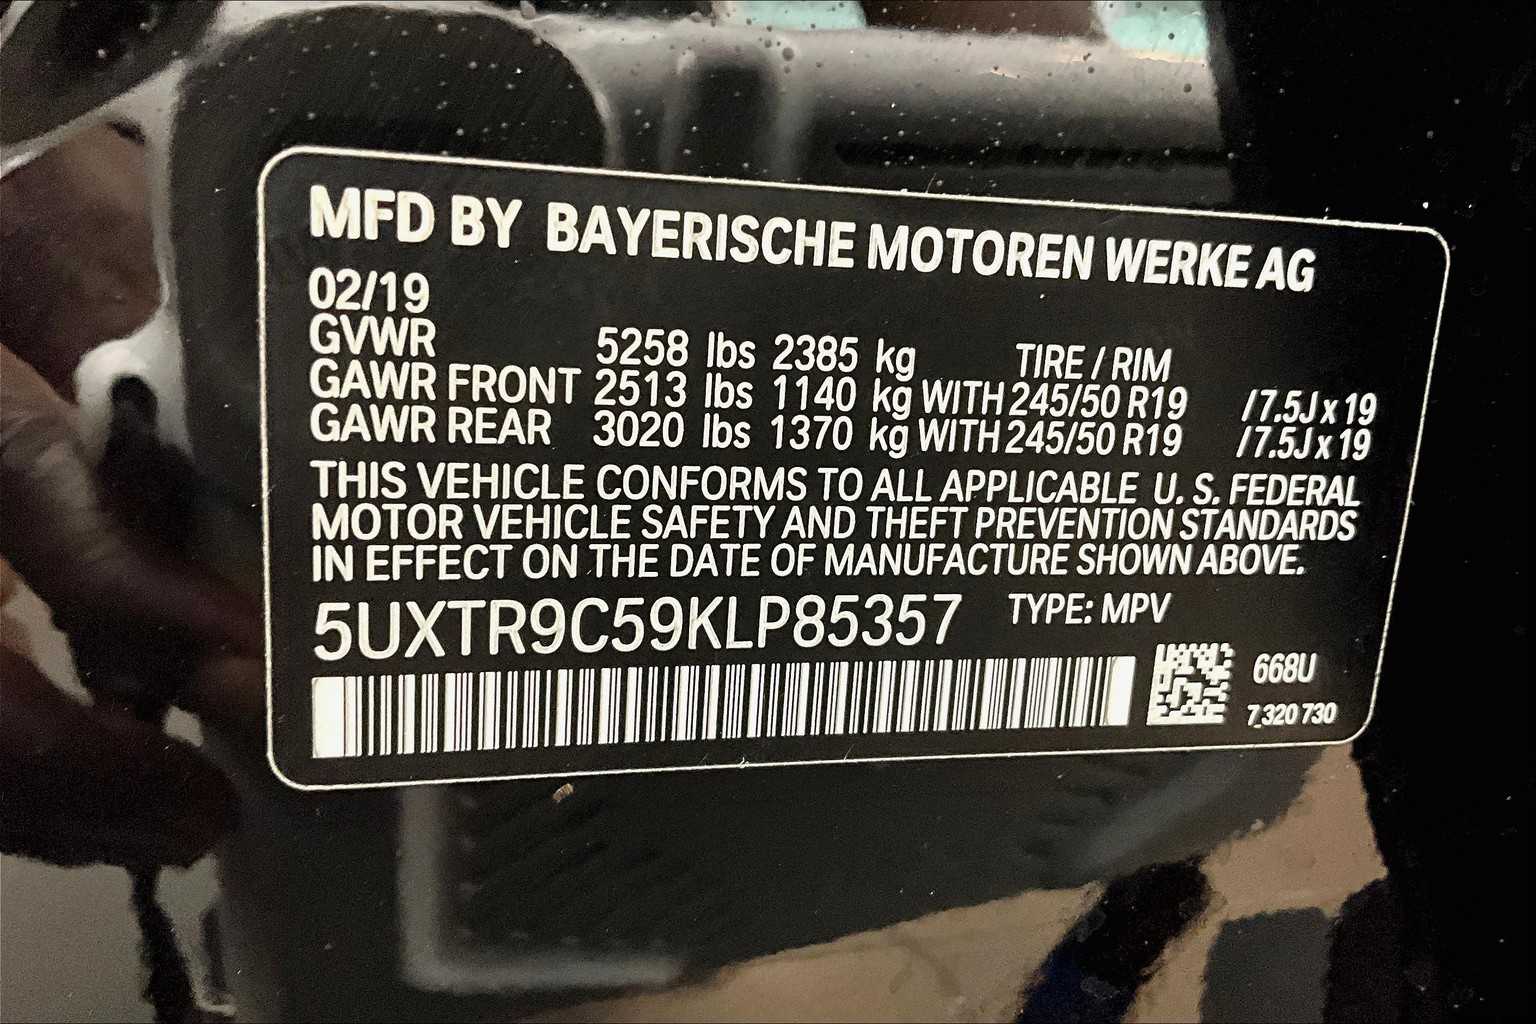 MFD BY BAYERISCHE MOTOREN WERKE AG
02/19
GVWR 5258 lbs 2385 kg TIRE / RIM
GAWR FRONT 2513 lbs 1140 kg WITH 245/50 R19 /7.5J x 19
GAWR REAR 3020 lbs 1370 kg WITH 245/50 R19 /7.5J x 19
THIS VEHICLE CONFORMS TO ALL APPLICABLE U. S. FEDERAL
MOTOR VEHICLE SAFETY AND THEFT PREVENTION STANDARDS
IN EFFECT ON THE DATE OF MANUFACTURE SHOWN ABOVE.
5UXTR9C59KLP85357 TYPE: MPV
668U
7_320 730